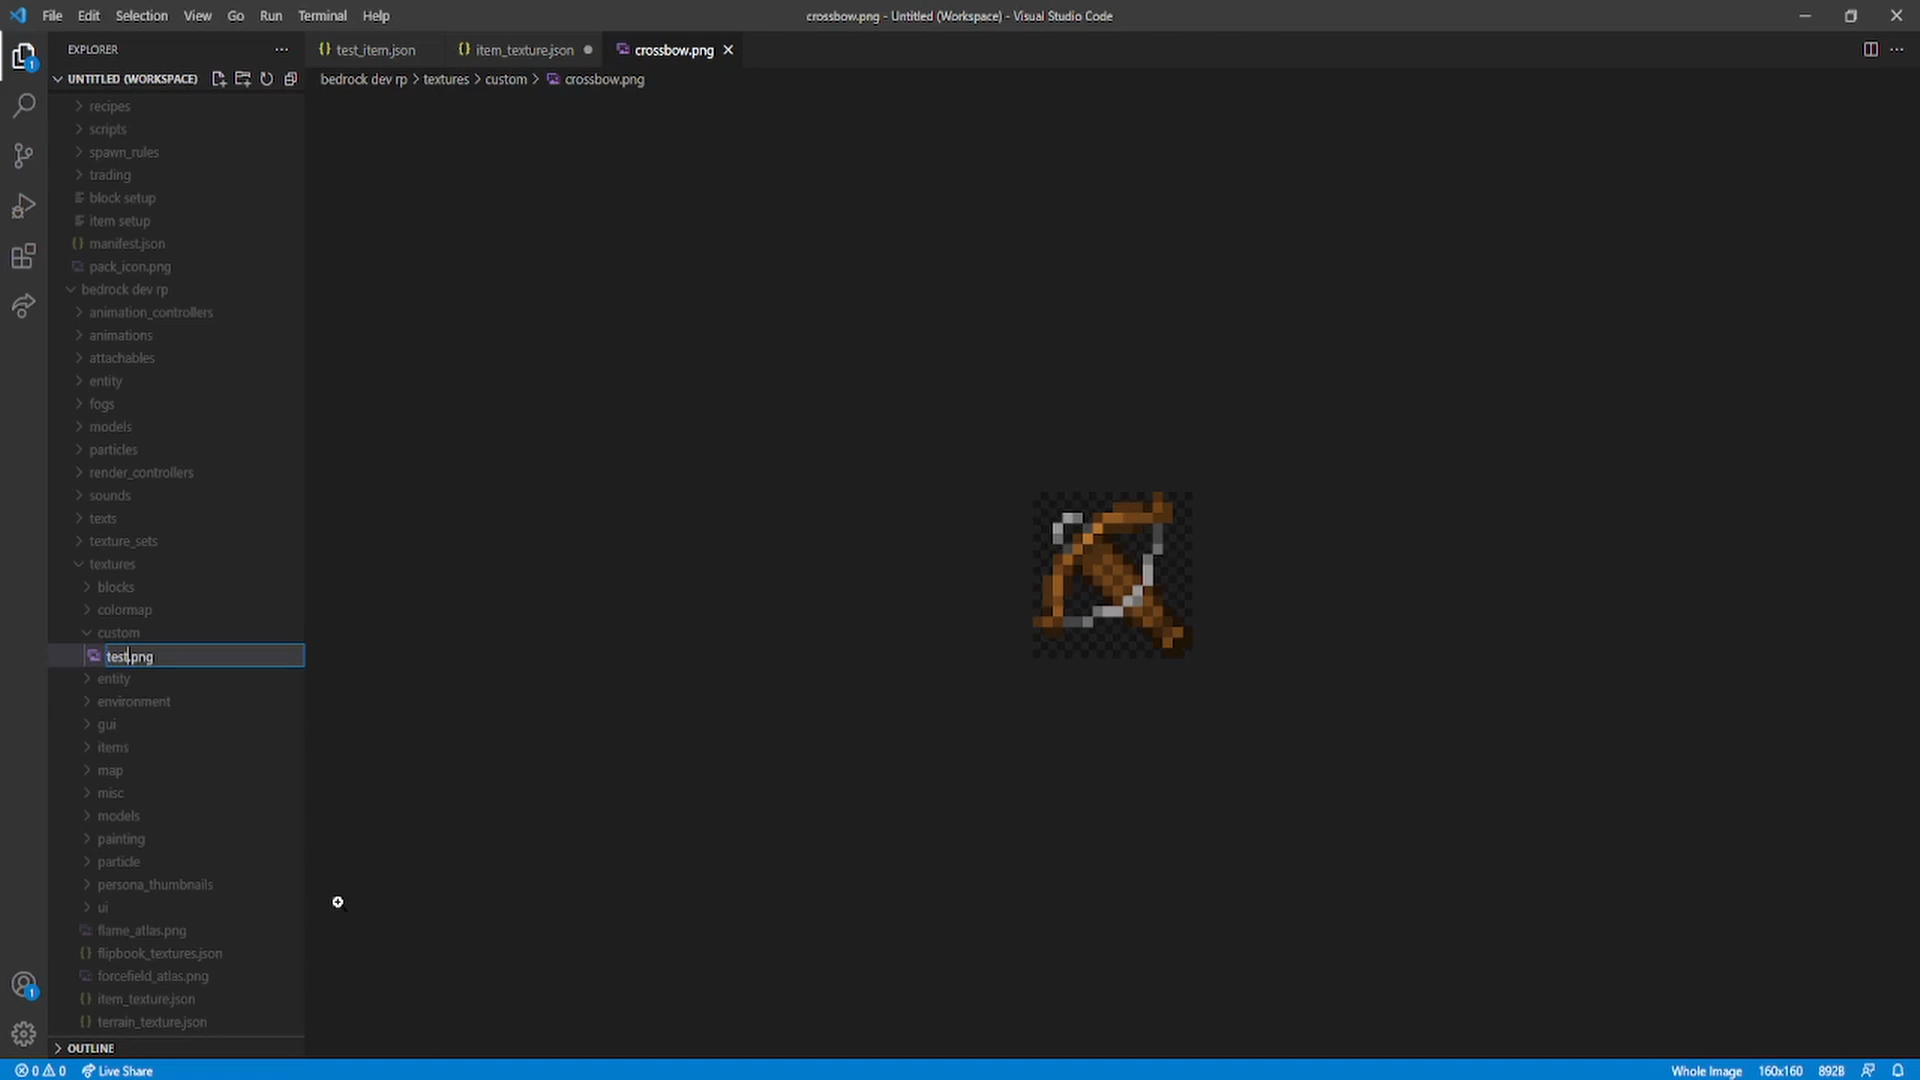 File Edit Selection View Go Run Terminal Help
crossbow.png - Untitled (Workspace) - Visual Studio Code
EXPLORER
test_item.json
item_texture.json
crossbow.png
UNTITLED (WORKSPACE)
bedrock dev rp > textures > custom > crossbow.png
recipes
scripts
spawn_rules
trading
block setup
item setup
manifest.json
pack_icon.png
bedrock dev rp
animation_controllers
animations
attachables
entity
fogs
models
particles
render_controllers
sounds
texts
texture_sets
textures
blocks
colormap
custom
test.png
entity
environment
gui
items
map
misc
models
painting
particle
persona_thumbnails
ui
flame_atlas.png
flipbook_textures.json
forcefield_atlas.png
item_texture.json
terrain_texture.json
OUTLINE
1
1
0 0 Live Share
Whole Image 160x160 892B